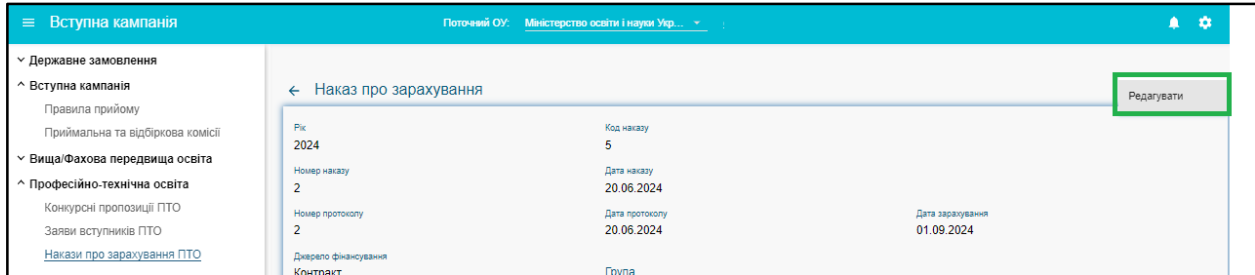 Вступна кампанія
Поточний ОУ: Міністерство освіти і науки Укр...
Державне замовлення
Вступна кампанія
Правила прийому
Приймальна та відбіркова комісії
Вища/Фахова передвища освіта
Професійно-технічна освіта
Конкурсні пропозиції ПТО
Заяви вступників ПТО
Накази про зарахування ПТО
Наказ про зарахування
Редагувати
Рік
Код наказу
2024
5
Номер наказу
Дата наказу
2
20.06.2024
Номер протоколу
Дата протоколу
Дата зарахування
2
20.06.2024
01.09.2024
Джерело фінансування
Група
Контракт